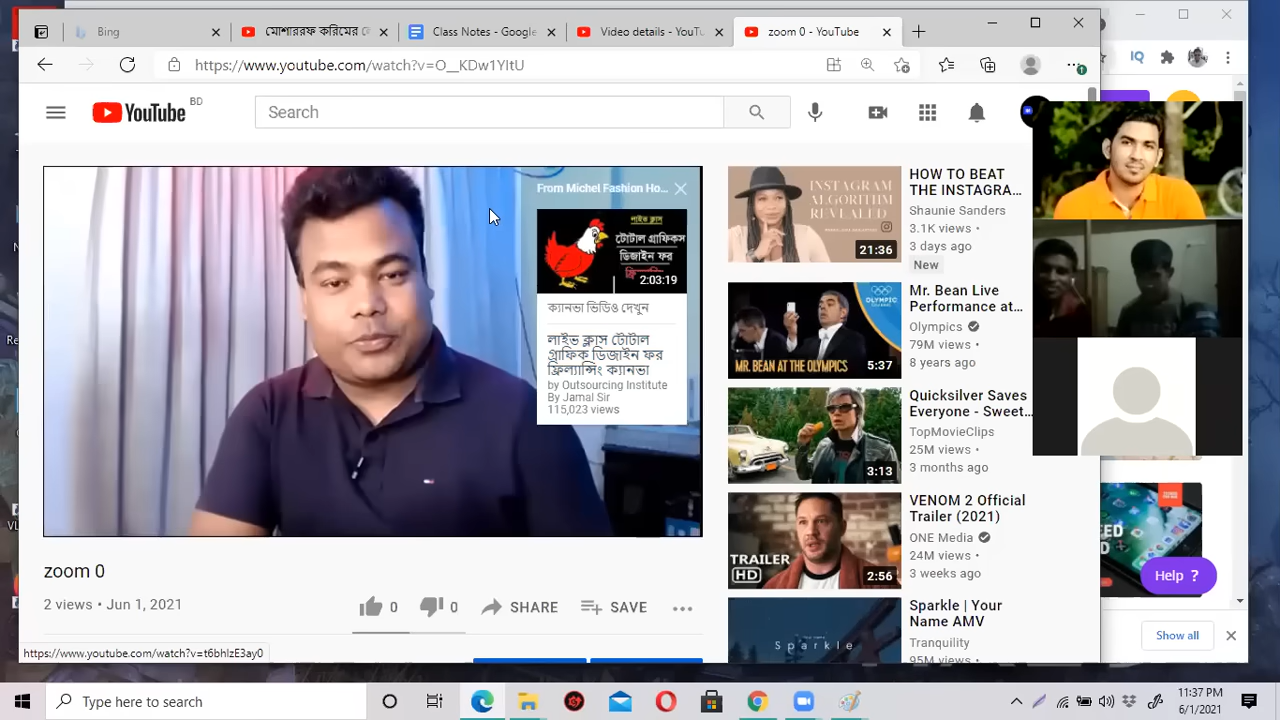 Bing
মোশাররফ করিমের
Class Notes - Google
Video details - YouTu
zoom 0 - YouTube
https://www.youtube.com/watch?v=O__KDw1YItU
YouTube BD
Search
IQ
From Michel Fashion Ho...
লাইভ ক্লাস
টোটাল গ্রাফিকস
ডিজাইন ফর
2:03:19
ক্যানভা ভিডিও দেখুন
লাইভ ক্লাস টোটাল
গ্রাফিক ডিজাইন ফর
ফ্রিল্যান্সিং ক্যানভা
by Outsourcing Institute
By Jamal Sir
115,023 views
INSTAGRAM
ALGORITHM
REVEALED
21:36
HOW TO BEAT
THE INSTAGRA...
Shaunie Sanders
3.1K views •
3 days ago
New
OLYMPIC
MR. BEAN AT THE OLYMPICS
5:37
Mr. Bean Live
Performance at...
Olympics
79M views •
8 years ago
3:13
Quicksilver Saves
Everyone - Sweet...
TopMovieClips
25M views •
3 months ago
TRAILER
HD
2:56
VENOM 2 Official
Trailer (2021)
ONE Media
24M views •
3 weeks ago
Sparkle
Sparkle | Your
Name AMV
Tranquility
95M views
zoom 0
2 views • Jun 1, 2021
0
0
SHARE
SAVE
Help ?
Show all
https://www.youtube.com/watch?v=t6bhIzE3ay0
Type here to search
11:37 PM
6/1/2021